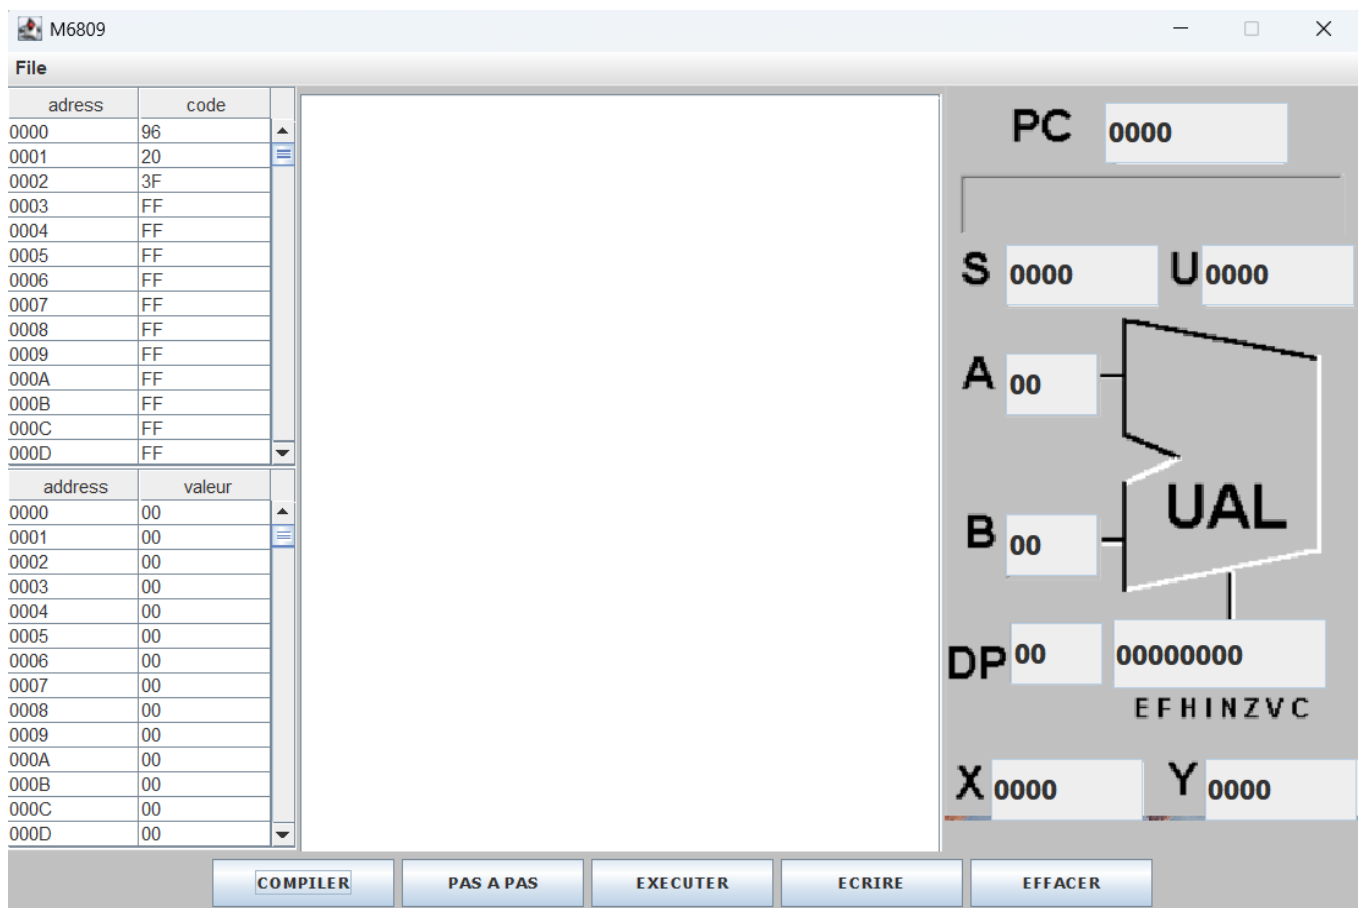 M6809
File
adress code
0000 96
0001 20
0002 3F
0003 FF
0004 FF
0005 FF
0006 FF
0007 FF
0008 FF
0009 FF
000A FF
000B FF
000C FF
000D FF
address valeur
0000 00
0001 00
0002 00
0003 00
0004 00
0005 00
0006 00
0007 00
0008 00
0009 00
000A 00
000B 00
000C 00
000D 00
PC 0000
S 0000 U 0000
A 00
UAL
B 00
DP 00 00000000
E F H I N Z V C
X 0000 Y 0000
COMPILER PAS A PAS EXECUTER ECRIRE EFFACER